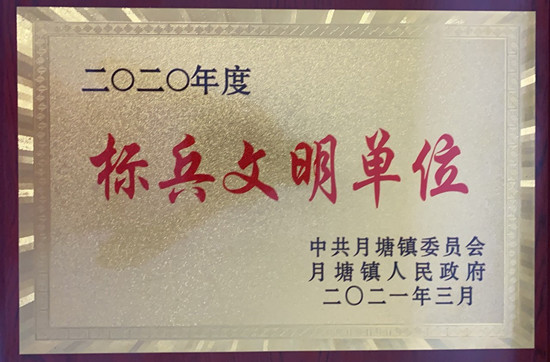 二〇二〇年度
标兵文明单位
中共月塘镇委员会
月塘镇人民政府
二〇二一年三月